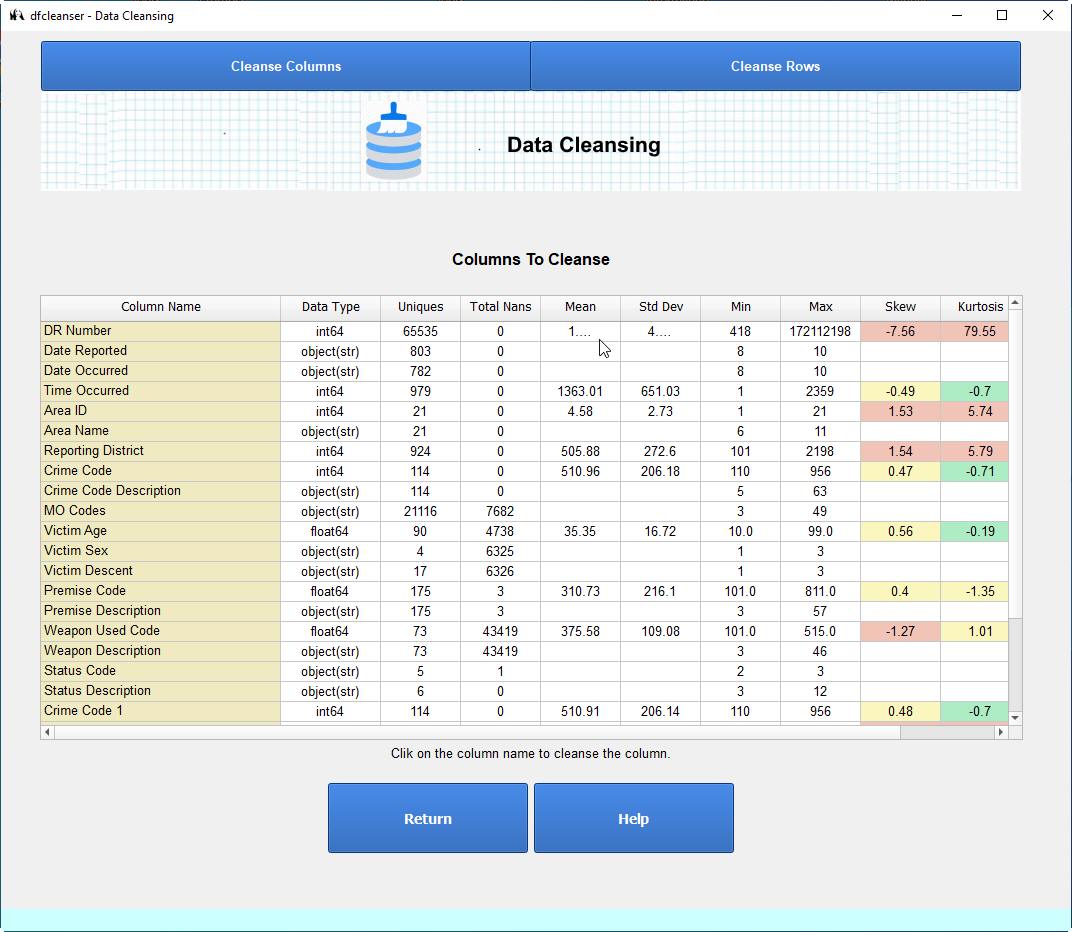 dfcleanser - Data Cleansing
Cleanse Columns Cleanse Rows
Data Cleansing
Columns To Cleanse
Column Name Data Type Uniques Total Nans Mean Std Dev Min Max Skew Kurtosis
DR Number int64 65535 0 1.... 4.... 418 172112198 -7.56 79.55
Date Reported object(str) 803 0 8 10
Date Occurred object(str) 782 0 8 10
Time Occurred int64 979 0 1363.01 651.03 1 2359 -0.49 -0.7
Area ID int64 21 0 4.58 2.73 1 21 1.53 5.74
Area Name object(str) 21 0 6 11
Reporting District int64 924 0 505.88 272.6 101 2198 1.54 5.79
Crime Code int64 114 0 510.96 206.18 110 956 0.47 -0.71
Crime Code Description object(str) 114 0 5 63
MO Codes object(str) 21116 7682 3 49
Victim Age float64 90 4738 35.35 16.72 10.0 99.0 0.56 -0.19
Victim Sex object(str) 4 6325 1 3
Victim Descent object(str) 17 6326 1 3
Premise Code float64 175 3 310.73 216.1 101.0 811.0 0.4 -1.35
Premise Description object(str) 175 3 3 57
Weapon Used Code float64 73 43419 375.58 109.08 101.0 515.0 -1.27 1.01
Weapon Description object(str) 73 43419 3 46
Status Code object(str) 5 1 2 3
Status Description object(str) 6 0 3 12
Crime Code 1 int64 114 0 510.91 206.14 110 956 0.48 -0.7
Clik on the column name to cleanse the column.
Return Help